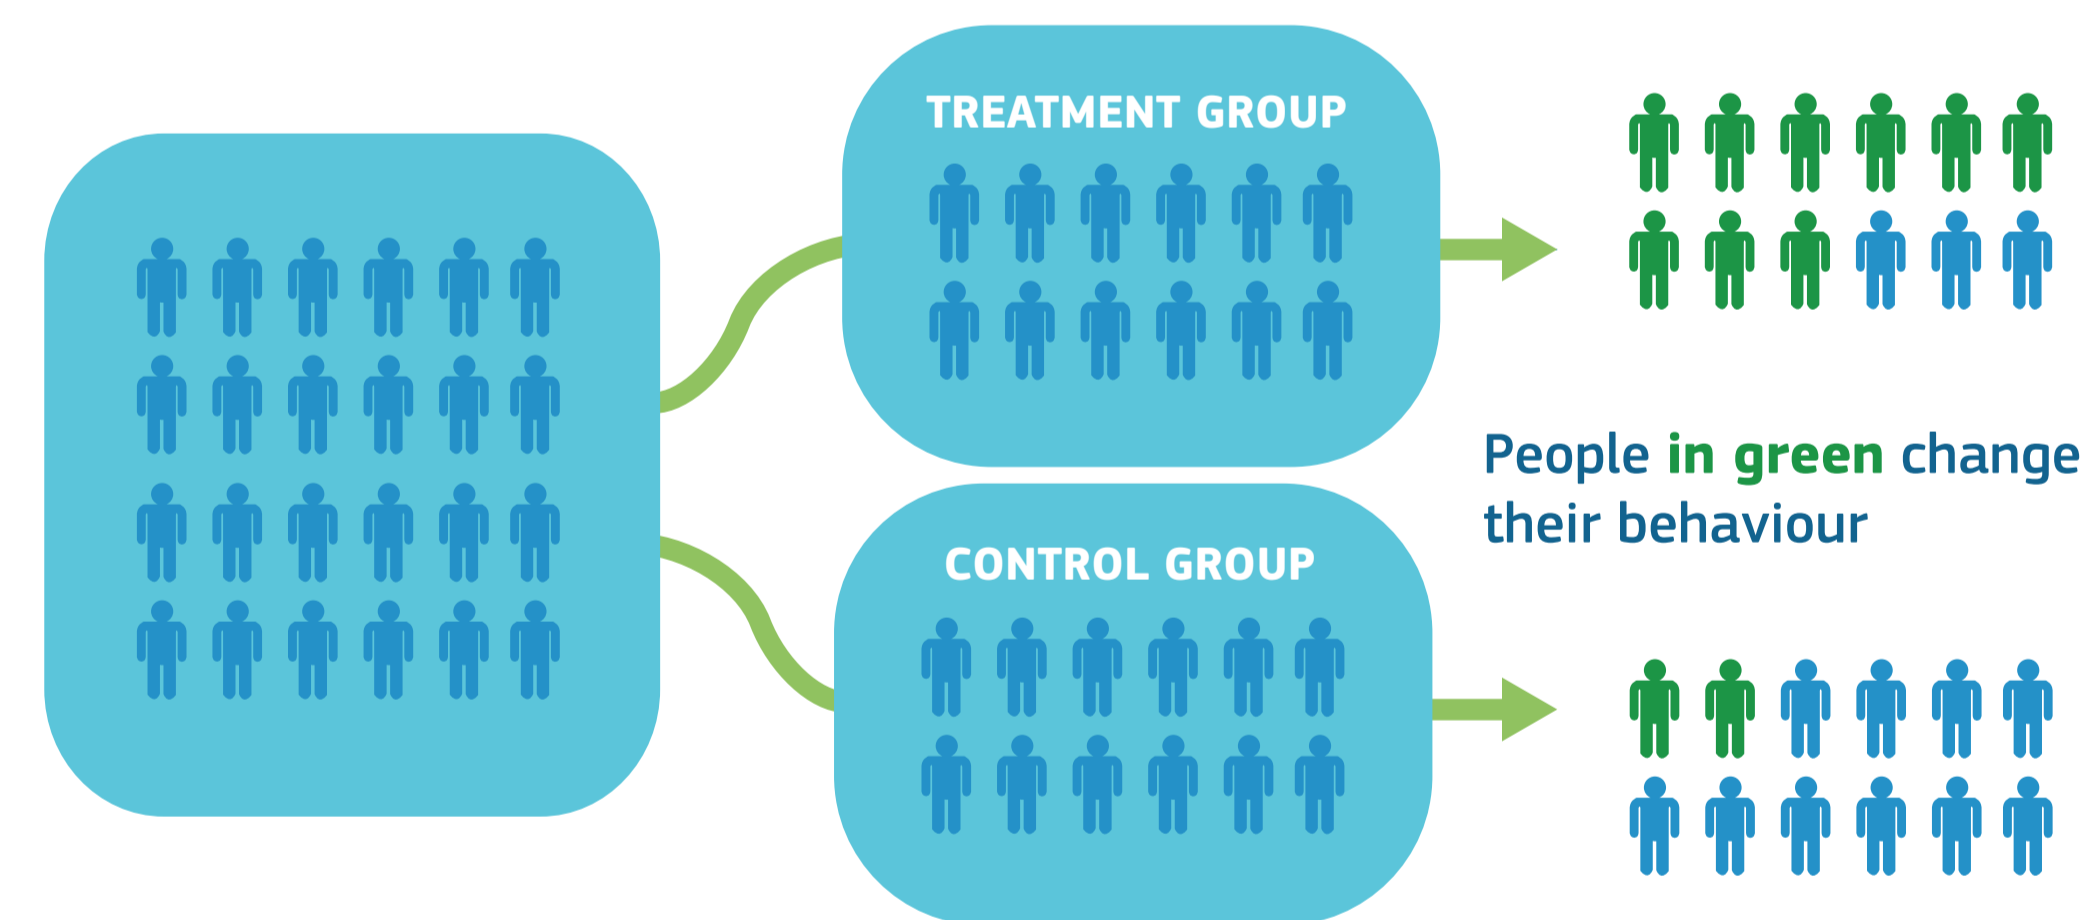 TREATMENT GROUP
People in green change
their behaviour
CONTROL GROUP